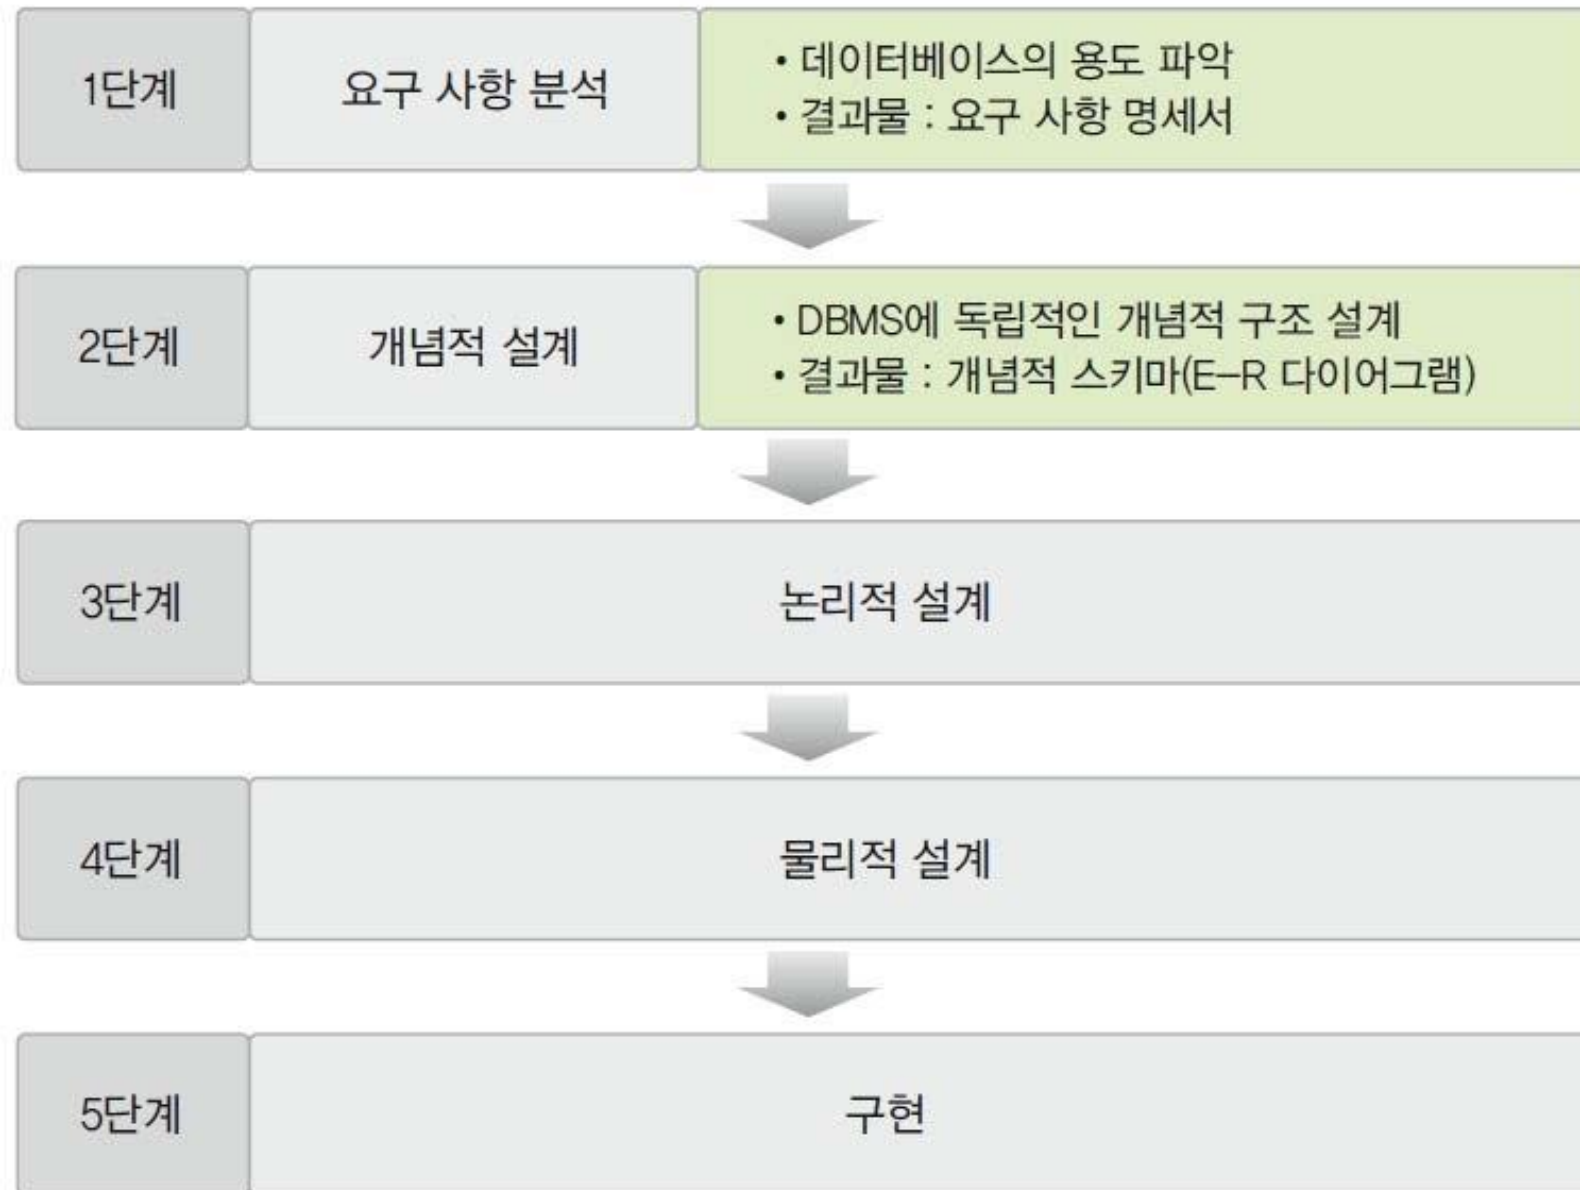 1단계
요구 사항 분석
• 데이터베이스의 용도 파악
• 결과물 : 요구 사항 명세서
2단계
개념적 설계
• DBMS에 독립적인 개념적 구조 설계
• 결과물 : 개념적 스키마(E-R 다이어그램)
3단계
논리적 설계
4단계
물리적 설계
5단계
구현